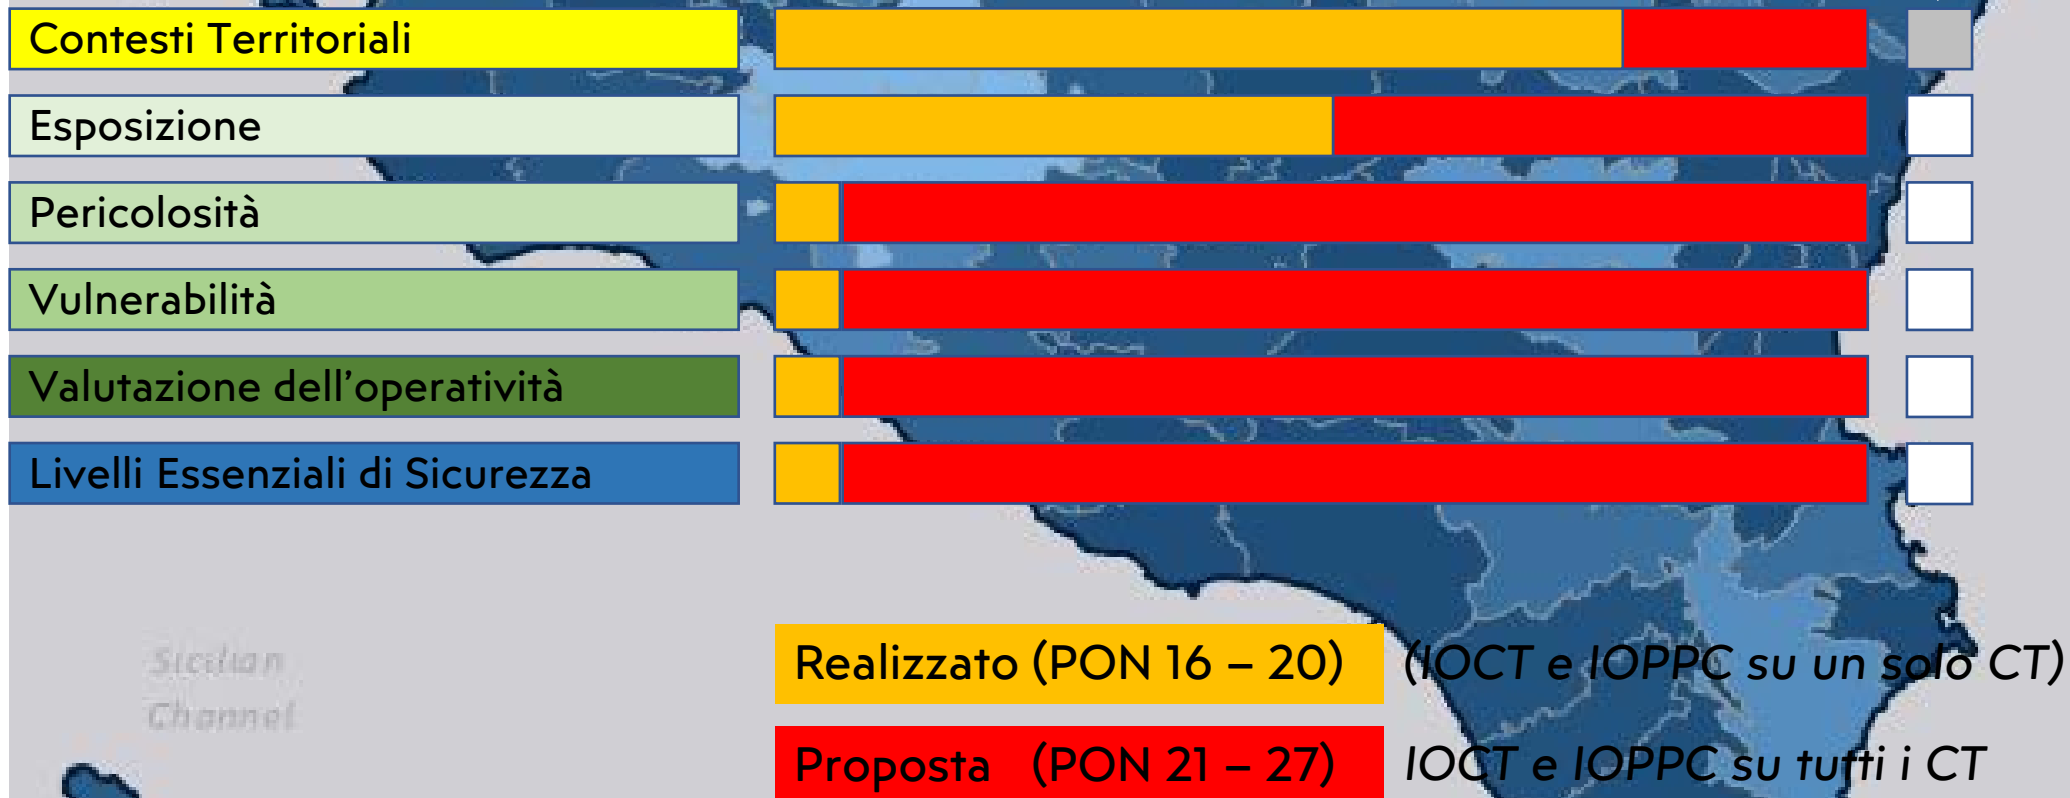 Contesti Territoriali
Esposizione
Pericolosità
Vulnerabilità
Valutazione dell’operatività
Livelli Essenziali di Sicurezza
Sicilian
Channel
Realizzato (PON 16 – 20) (IOCT e IOPPC su un solo CT)
Proposta (PON 21 – 27) IOCT e IOPPC su tutti i CT